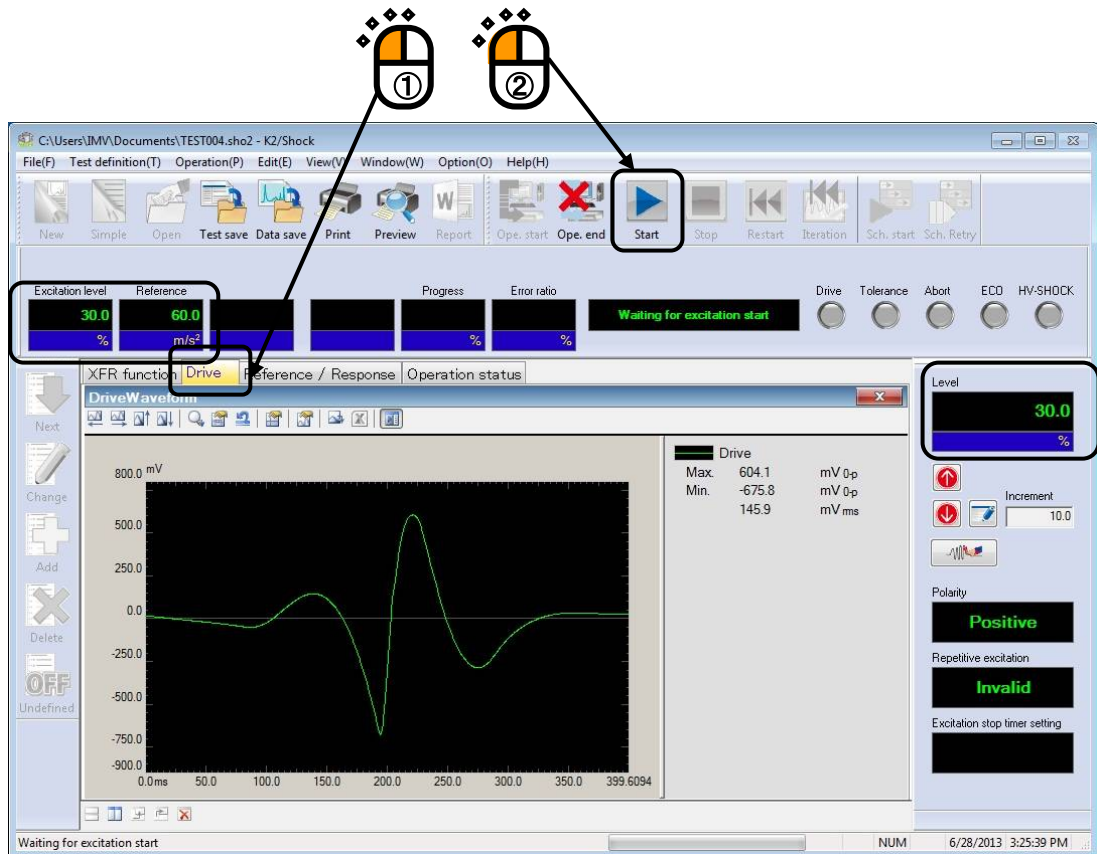 ①
②
C:\Users\IMV\Documents\TEST004.sho2 - K2/Shock
File(F) Test definition(T) Operation(P) Edit(E) View(V) Window(W) Option(O) Help(H)
New Simple Open Test save Data save Print Preview Report Ope. start Ope. end Start Stop Restart Iteration Sch. start Sch. Retry
Excitation level Reference Progress Error ratio Drive Tolerance Abort ECO HV-SHOCK
30.0 60.0 Waiting for excitation start
% m/s² % %
XFR function Drive Reference / Response Operation status
DriveWaveform
Level
30.0
%
Next
Change
Add
Delete
OFF
Undefined
Drive
Max. 604.1 mV 0-p
Min. -675.8 mV 0-p
145.9 mV rms
800.0 mV
500.0
250.0
0.0
-250.0
-500.0
-750.0
-900.0
0.0ms 50.0 100.0 150.0 200.0 250.0 300.0 350.0 399.6094
Increment
10.0
Polarity
Positive
Repetitive excitation
Invalid
Excitation stop timer setting
Waiting for excitation start NUM 6/28/2013 3:25:39 PM